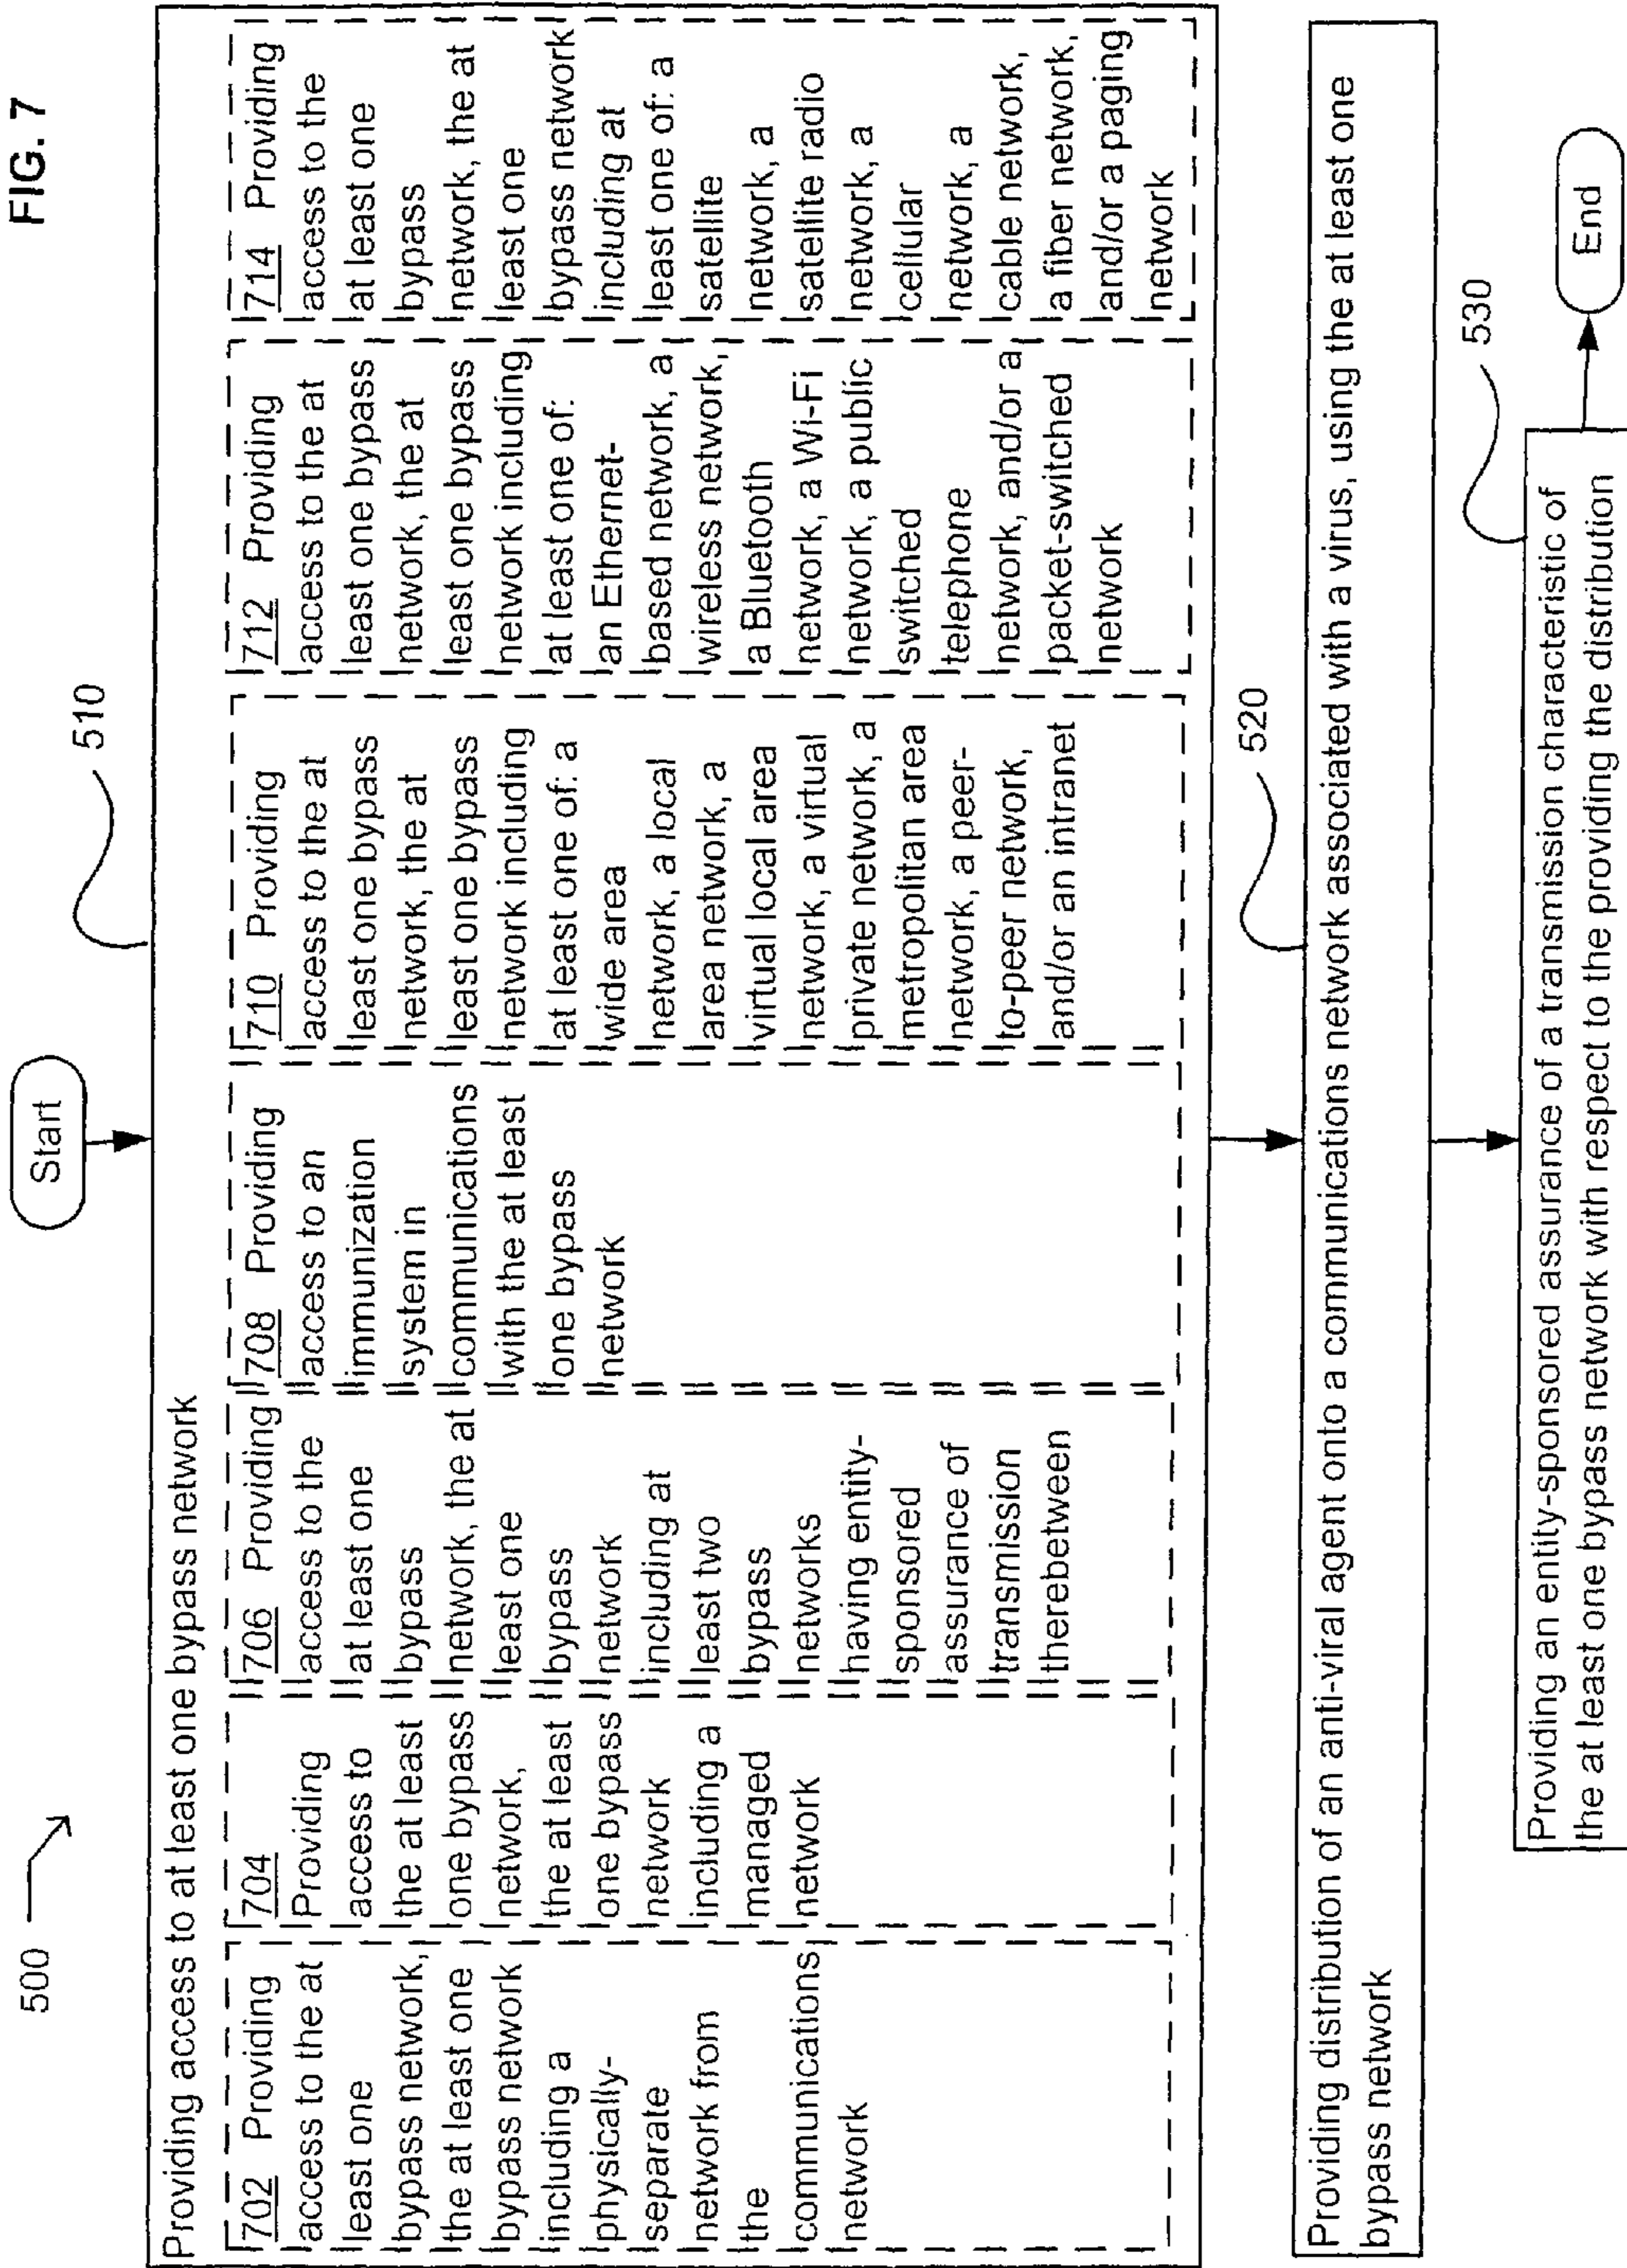 FIG. 7
500
Start
510
Providing access to at least one bypass network
702 Providing
access to the at
least one
bypass network,
the at least one
bypass network
including a
physically-
separate
network from
the
communications
network
704
Providing
access to
the at least
one bypass
network,
the at least
one bypass
network
including a
managed
network
706 Providing
access to the
at least one
bypass
network, the at
least one
bypass
network
including at
least two
bypass
networks
having entity-
sponsored
assurance of
transmission
therebetween
708 Providing
access to an
immunization
system in
communications
with the at least
one bypass
network
710 Providing
access to the at
least one bypass
network, the at
least one bypass
network including
at least one of: a
wide area
network, a local
area network, a
virtual local area
network, a virtual
private network, a
metropolitan area
network, a peer-
to-peer network,
and/or an intranet
712 Providing
access to the at
least one bypass
network, the at
least one bypass
network including
at least one of:
an Ethernet-
based network, a
wireless network,
a Bluetooth
network, a Wi-Fi
network, a public
switched
telephone
network, and/or a
packet-switched
network
714 Providing
access to the
at least one
bypass
network, the at
least one
bypass network
including at
least one of: a
satellite
network, a
satellite radio
network, a
cellular
network, a
cable network,
a fiber network,
and/or a paging
network
520
Providing distribution of an anti-viral agent onto a communications network associated with a virus, using the at least one
bypass network
530
Providing an entity-sponsored assurance of a transmission characteristic of
the at least one bypass network with respect to the providing the distribution
End